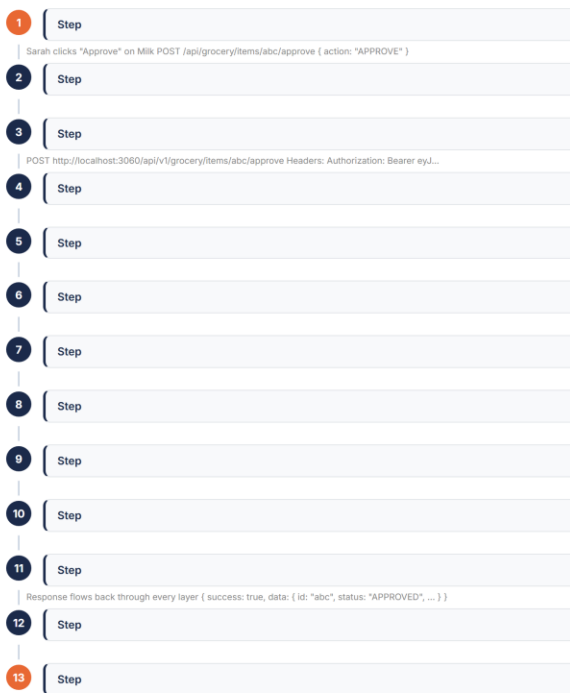 1 Step
Sarah clicks "Approve" on Milk POST /api/grocery/items/abc/approve { action: "APPROVE" }
2 Step
3 Step
POST http://localhost:3060/api/v1/grocery/items/abc/approve Headers: Authorization: Bearer eyJ...
4 Step
5 Step
6 Step
7 Step
8 Step
9 Step
10 Step
11 Step
Response flows back through every layer { success: true, data: { id: "abc", status: "APPROVED", ... } }
12 Step
13 Step